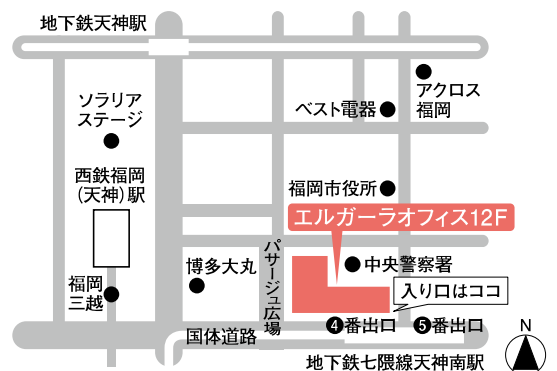 地下鉄天神駅
アクロス
福岡
ソラリア
ステージ
ベスト電器
西鉄福岡
(天神)駅
福岡市役所
エルガーラオフィス12F
パサージュ広場
博多大丸
中央警察署
福岡
三越
入り口はココ
4番出口
5番出口
国体道路
地下鉄七隈線天神南駅
N